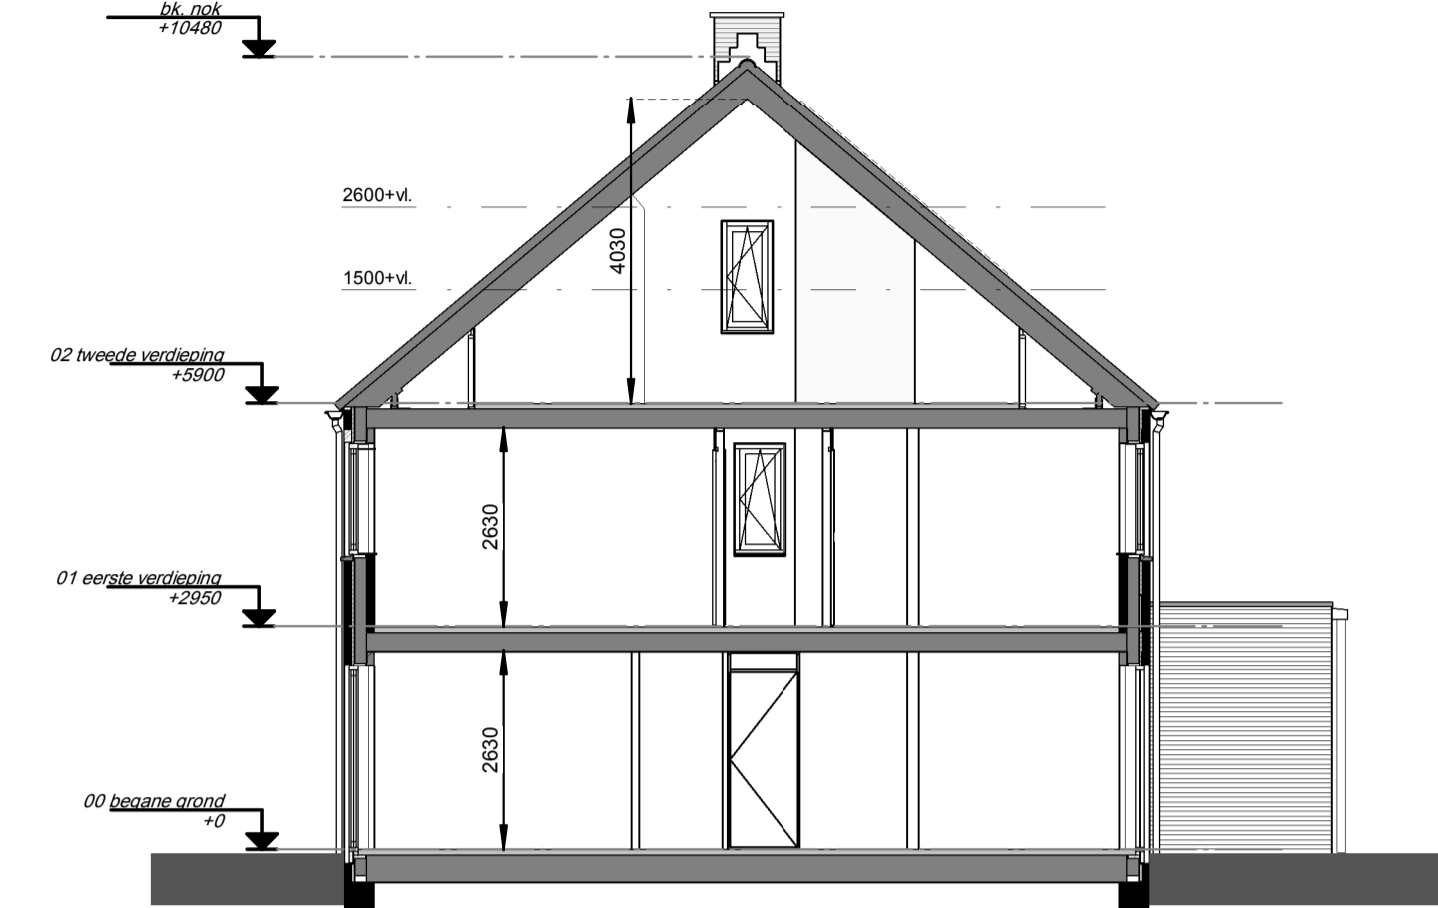 bk. nok
+10480
2600+vl.
4030
1500+vl.
02 tweede verdieping
+5900
2630
01 eerste verdieping
+2950
2630
00 begane grond
+0